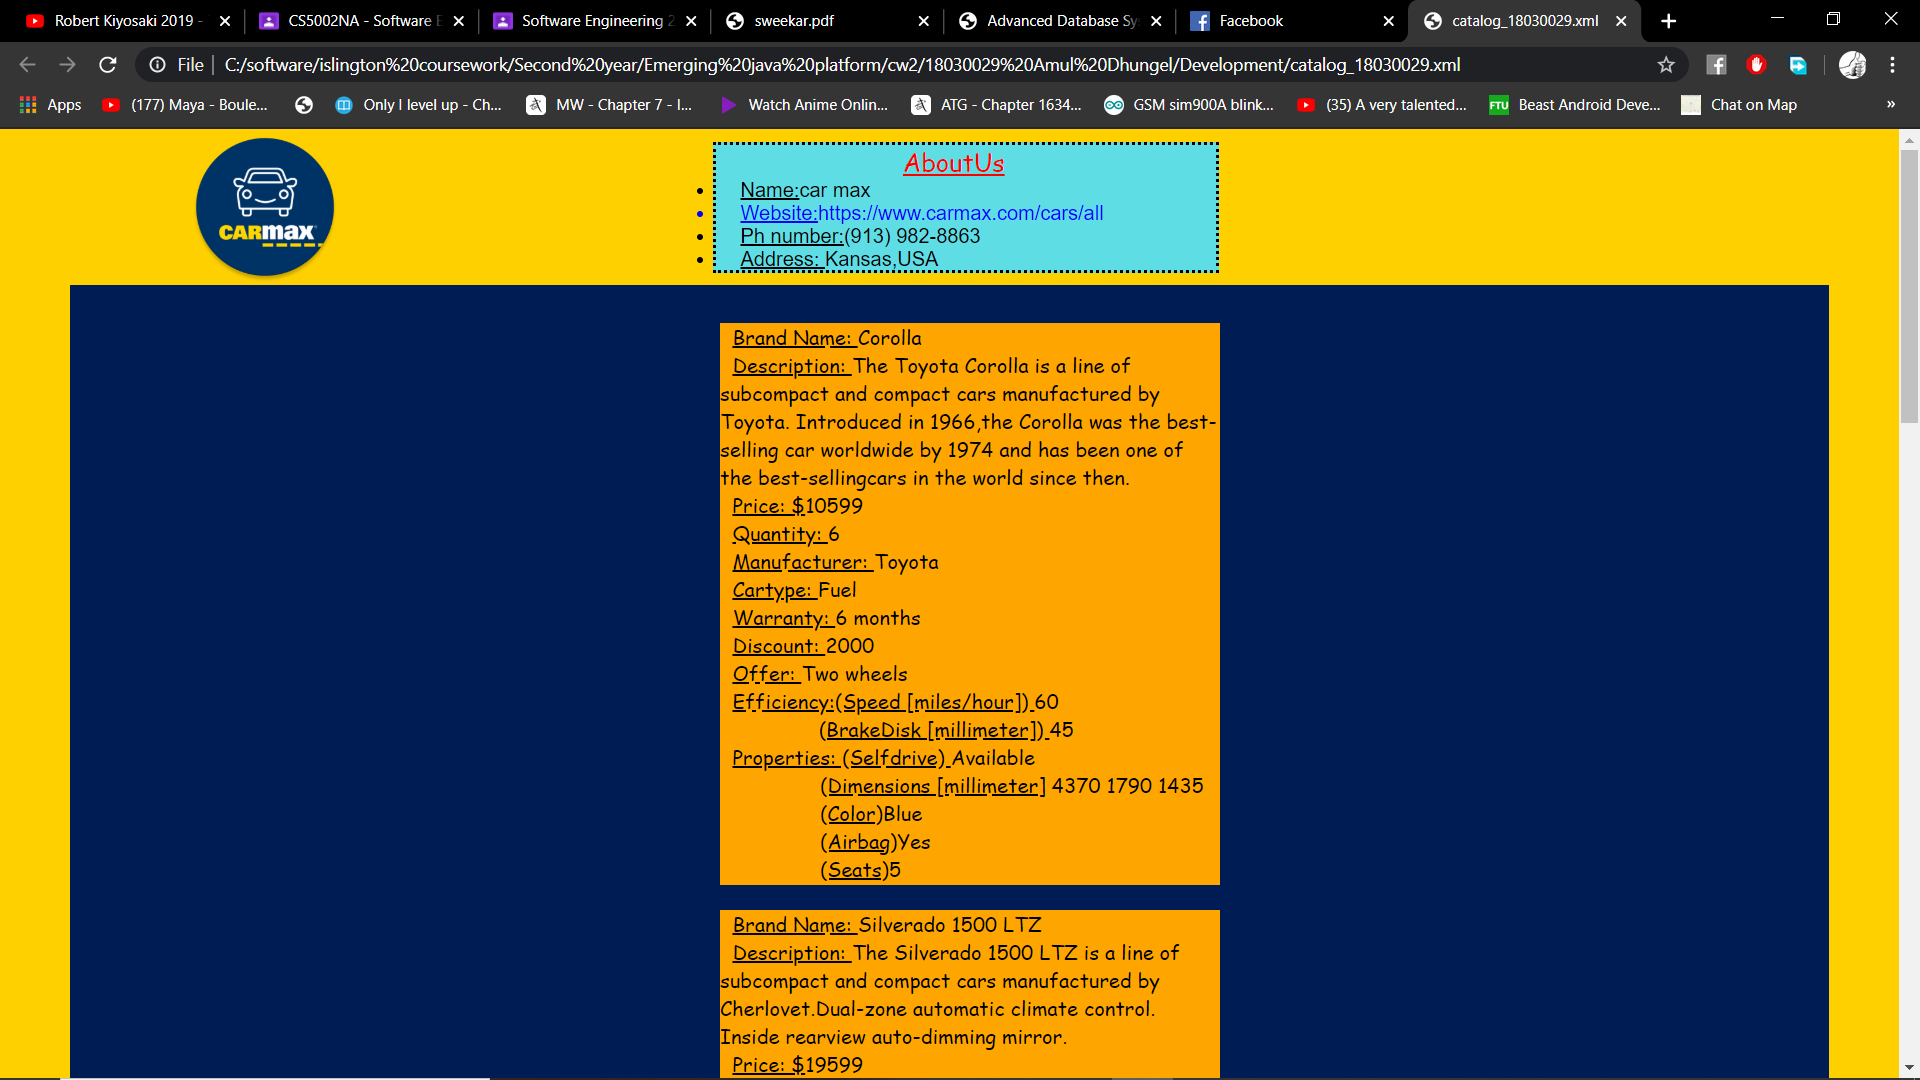 Robert Kiyosaki 2019 -
CS5002NA - Software E
Software Engineering 2
sweekar.pdf
Advanced Database Sy
Facebook
catalog_18030029.xml
File
C:/software/islington%20coursework/Second%20year/Emerging%20java%20platform/cw2/18030029%20Amul%20Dhungel/Development/catalog_18030029.xml
Apps
(177) Maya - Boule...
Only I level up - Ch...
MW - Chapter 7 - I...
Watch Anime Onlin...
ATG - Chapter 1634...
GSM sim900A blink...
(35) A very talented...
FTU
Beast Android Deve...
Chat on Map
»
CARMAX
AboutUs
Name:car max
Website:https://www.carmax.com/cars/all
Ph number:(913) 982-8863
Address: Kansas,USA
Brand Name: Corolla
Description: The Toyota Corolla is a line of
subcompact and compact cars manufactured by
Toyota. Introduced in 1966,the Corolla was the best-
selling car worldwide by 1974 and has been one of
the best-sellingcars in the world since then.
Price: $10599
Quantity: 6
Manufacturer: Toyota
Cartype: Fuel
Warranty: 6 months
Discount: 2000
Offer: Two wheels
Efficiency:(Speed [miles/hour]) 60
(BrakeDisk [millimeter]) 45
Properties: (Selfdrive) Available
(Dimensions [millimeter] 4370 1790 1435
(Color)Blue
(Airbag)Yes
(Seats)5
Brand Name: Silverado 1500 LTZ
Description: The Silverado 1500 LTZ is a line of
subcompact and compact cars manufactured by
Cherlovet.Dual-zone automatic climate control.
Inside rearview auto-dimming mirror.
Price: $19599